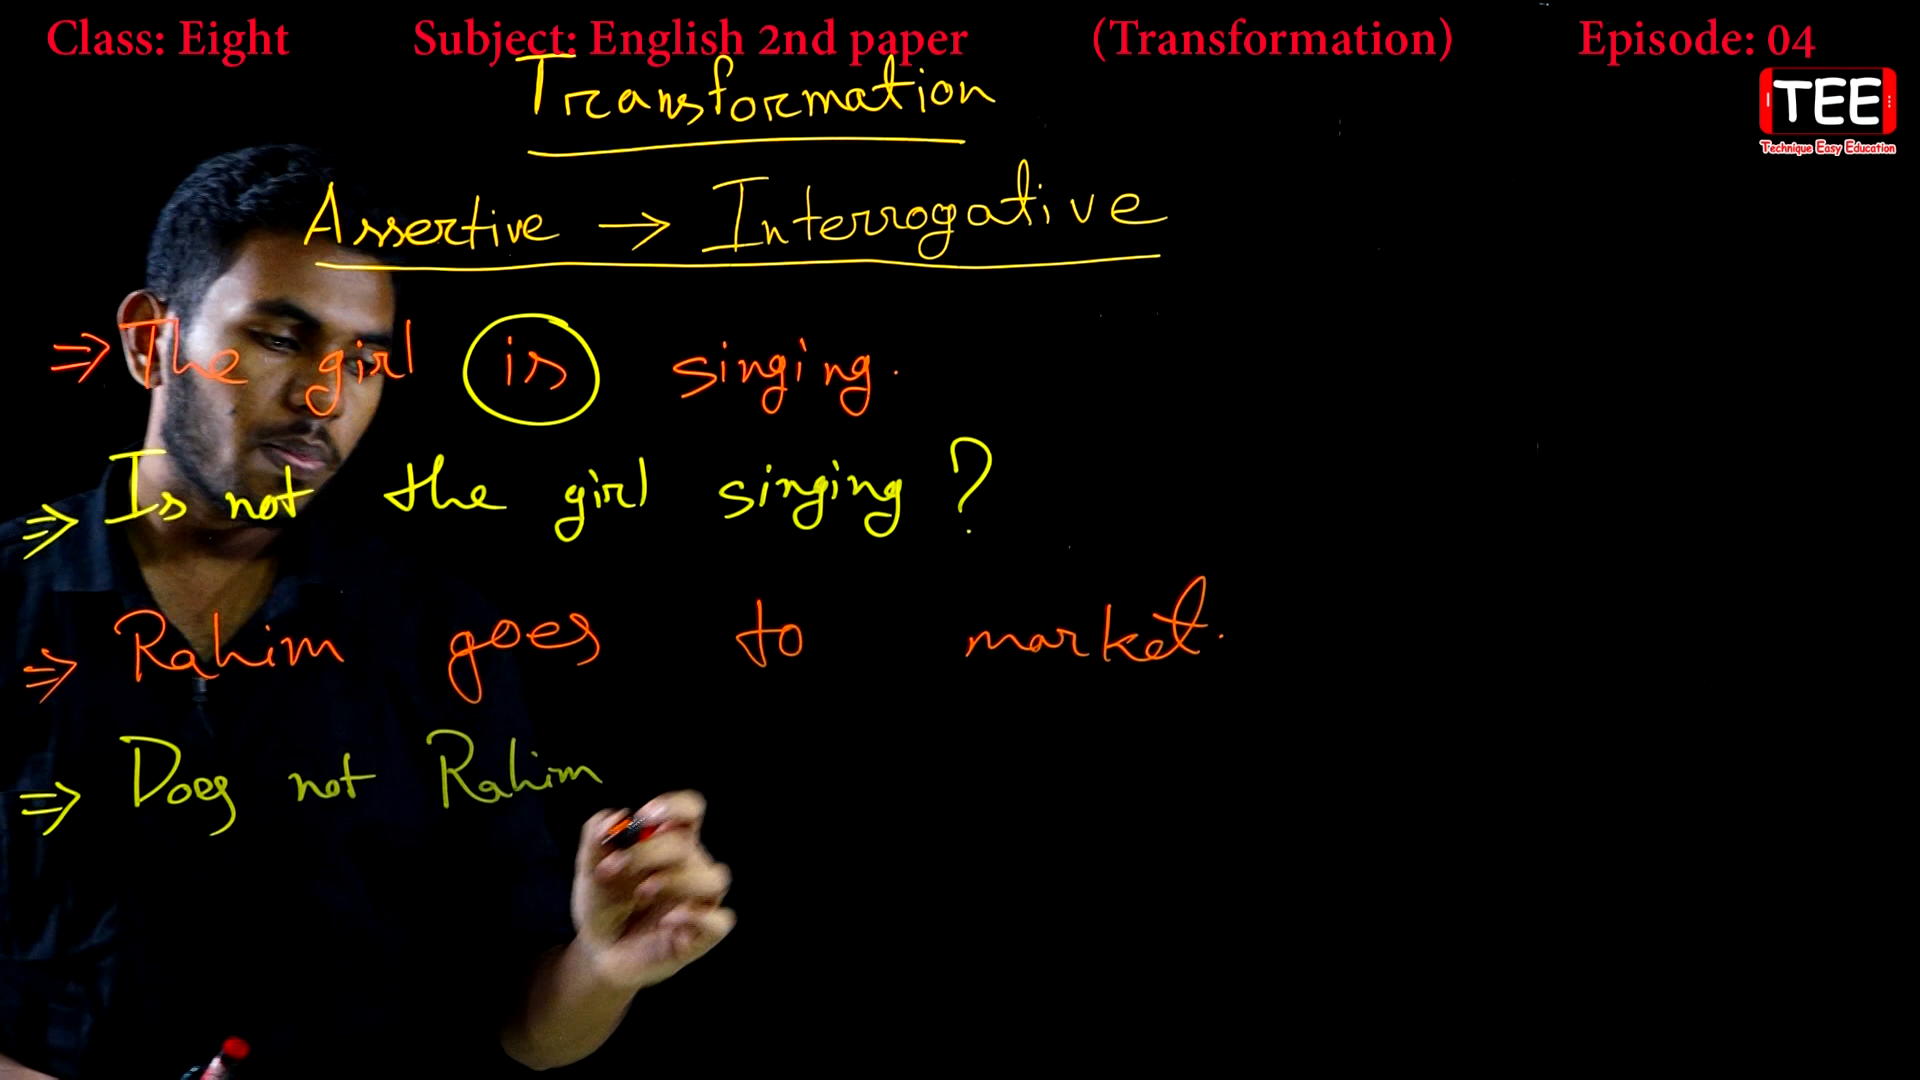 Class: Eight Subject: English 2nd paper (Transformation) Episode: 04
TEE
Technique Easy Education
Transformation
Assertive → Interrogative
⇒ The girl is singing.
⇒ Is not the girl singing ?
⇒ Rahim goes to market.
⇒ Does not Rahim